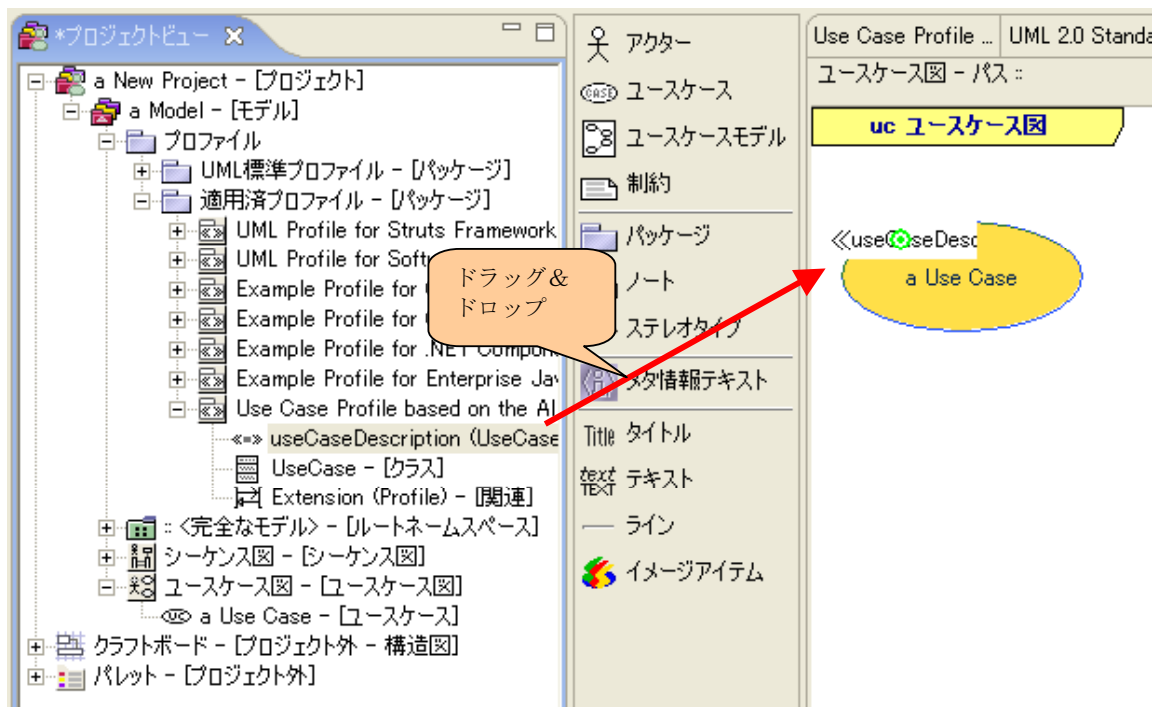 *プロジェクトビュー
a New Project - [プロジェクト]
a Model - [モデル]
プロファイル
UML標準プロファイル - [パッケージ]
適用済プロファイル - [パッケージ]
UML Profile for Struts Framework
UML Profile for Soft
Example Profile for
Example Profile for
Example Profile for .NET Compon
Example Profile for Enterprise Ja
Use Case Profile based on the
«=» useCaseDescription (UseCase
UseCase - [クラス]
Extension (Profile) - [関連]
:: <完全なモデル> - [ルートネームスペース]
シーケンス図 - [シーケンス図]
ユースケース図 - [ユースケース図]
a Use Case - [ユースケース]
クラフトボード - [プロジェクト外 - 構造図]
パレット - [プロジェクト外]
アクター
CASE ユースケース
ユースケースモデル
制約
パッケージ
ノート
ステレオタイプ
メタ情報テキスト
Title タイトル
text TEXT テキスト
ライン
イメージアイテム
ドラッグ&
ドロップ
Use Case Profile ...
UML 2.0 Standa
ユースケース図 - パス ::
uc ユースケース図
«useCaseDesc
a Use Case